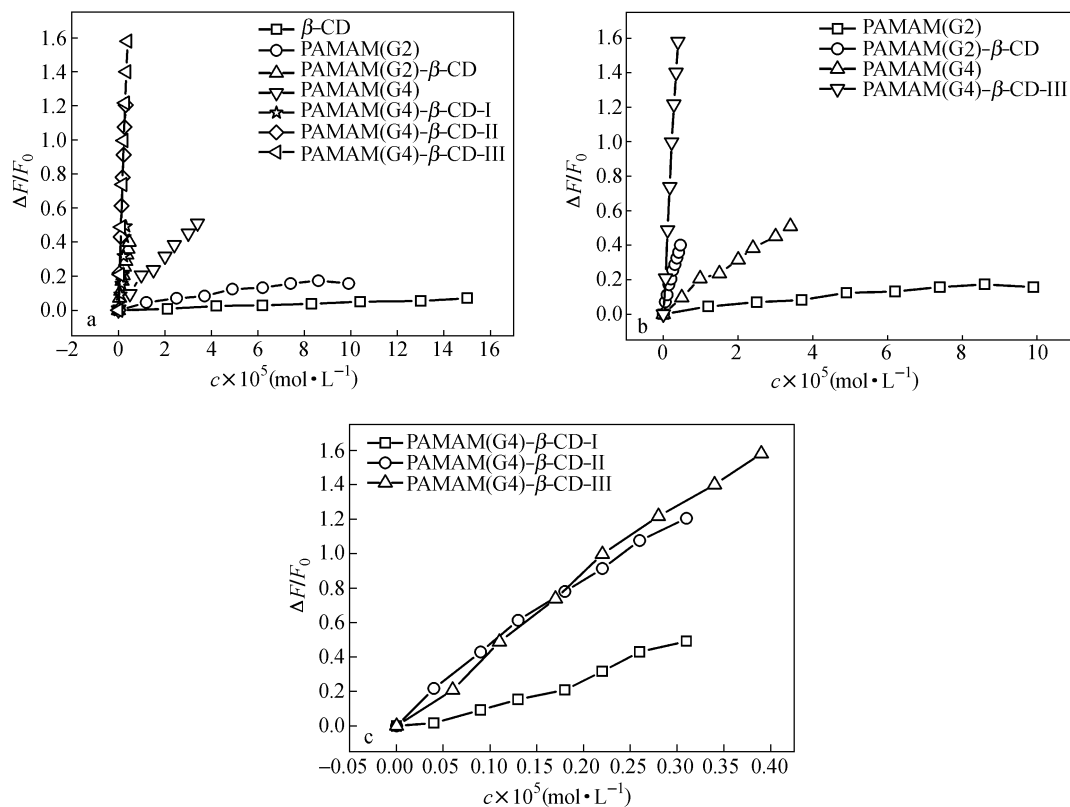 β-CD
PAMAM(G2)
PAMAM(G2)-β-CD
PAMAM(G4)
PAMAM(G4)-β-CD-I
PAMAM(G4)-β-CD-II
PAMAM(G4)-β-CD-III
1.6
1.4
1.2
1.0
0.8
0.6
0.4
0.2
0.0
ΔF/F₀
a
−2 0 2 4 6 8 10 12 14 16
c×10⁵(mol·L⁻¹)
PAMAM(G2)
PAMAM(G2)-β-CD
PAMAM(G4)
PAMAM(G4)-β-CD-III
1.6
1.4
1.2
1.0
0.8
0.6
0.4
0.2
0.0
ΔF/F₀
b
0 2 4 6 8 10
c×10⁵(mol·L⁻¹)
PAMAM(G4)-β-CD-I
PAMAM(G4)-β-CD-II
PAMAM(G4)-β-CD-III
1.6
1.4
1.2
1.0
0.8
0.6
0.4
0.2
0.0
ΔF/F₀
c
−0.05 0.00 0.05 0.10 0.15 0.20 0.25 0.30 0.35 0.40
c×10⁵(mol·L⁻¹)